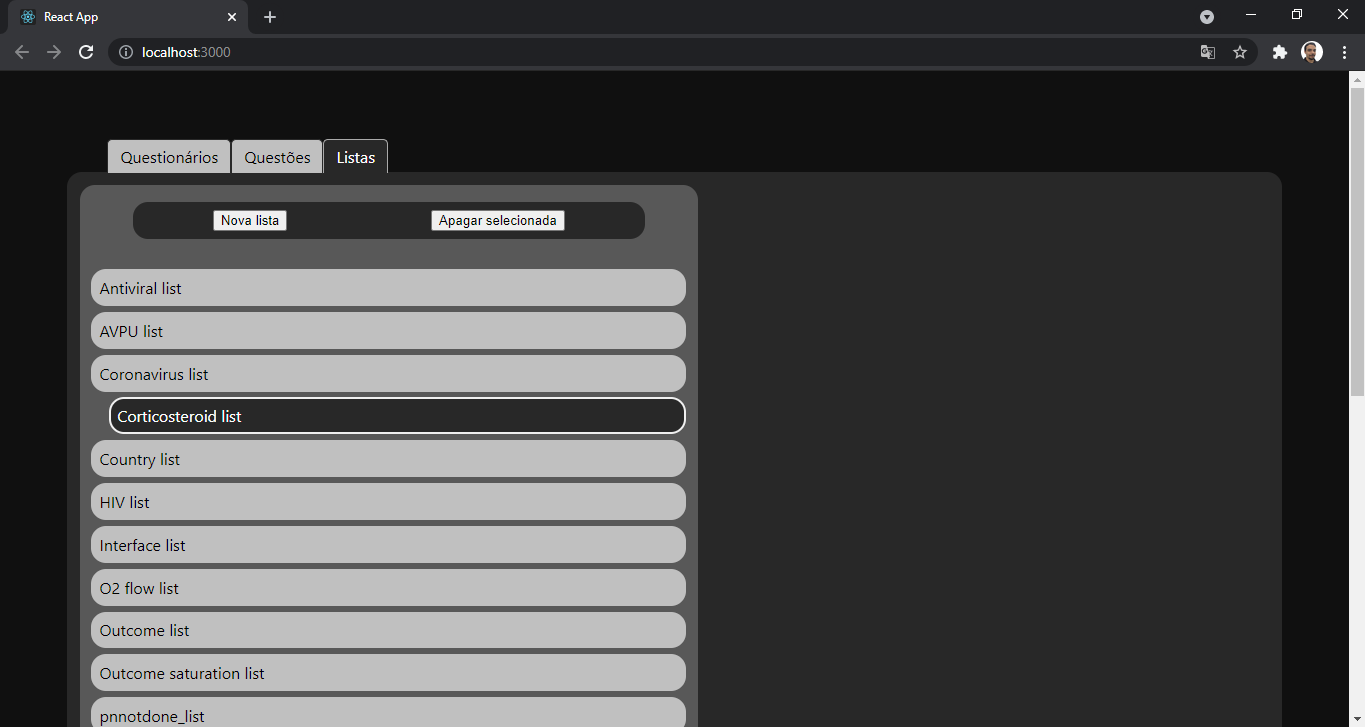 React App
localhost:3000
Questionários Questões Listas
Nova lista Apagar selecionada
Antiviral list
AVPU list
Coronavirus list
Corticosteroid list
Country list
HIV list
Interface list
O2 flow list
Outcome list
Outcome saturation list
pnnotdone_list